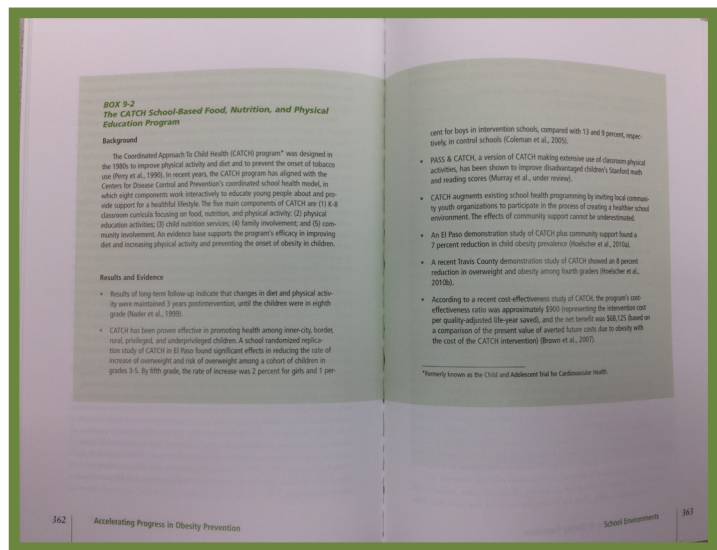 BOX 9-2
The CATCH School-Based Food, Nutrition, and Physical
Education Program
Background
The Coordinated Approach To Child Health (CATCH) program* was designed in
the 1980s to improve physical activity and diet and to prevent the onset of tobacco
use (Perry et al., 1990). In recent years, the CATCH program has aligned with the
Centers for Disease Control and Prevention's coordinated school health model, in
which eight components work interactively to educate young people about and pro-
vide support for a healthful lifestyle. The five main components of CATCH are (1) K-8
classroom curricula focusing on food, nutrition, and physical activity; (2) physical
education activities; (3) child nutrition services; (4) family involvement; and (5) com-
munity involvement. An evidence base supports the program's efficacy in improving
diet and increasing physical activity and preventing the onset of obesity in children.
Results and Evidence
• Results of long-term follow-up indicate that changes in diet and physical activ-
ity were maintained 3 years postintervention, until the children were in eighth
grade (Nader et al., 1999).
• CATCH has been proven effective in promoting health among inner-city, border,
rural, privileged, and underprivileged children. A school randomized replica-
tion study of CATCH in El Paso found significant effects in reducing the rate of
increase of overweight and risk of overweight among a cohort of children in
grades 3-5. By fifth grade, the rate of increase was 2 percent for girls and 1 per-
362 Accelerating Progress in Obesity Prevention
cent for boys in intervention schools, compared with 13 and 9 percent, respec-
tively, in control schools (Coleman et al., 2005).
• PASS & CATCH, a version of CATCH making extensive use of classroom physical
activities, has been shown to improve disadvantaged children's Stanford math
and reading scores (Murray et al., under review).
• CATCH augments existing school health programming by inviting local communi-
ty youth organizations to participate in the process of creating a healthier school
environment. The effects of community support cannot be underestimated.
• An El Paso demonstration study of CATCH plus community support found a
7 percent reduction in child obesity prevalence (Hoelscher et al., 2010a).
• A recent Travis County demonstration study of CATCH showed an 8 percent
reduction in overweight and obesity among fourth graders (Hoelscher et al.,
2010b).
• According to a recent cost-effectiveness study of CATCH, the program's cost-
effectiveness ratio was approximately $900 (representing the intervention cost
per quality-adjusted life-year saved), and the net benefit was $68,125 (based on
a comparison of the present value of averted future costs due to obesity with
the cost of the CATCH intervention) (Brown et al., 2007).
*Formerly known as the Child and Adolescent Trial for Cardiovascular Health.
School Environments 363